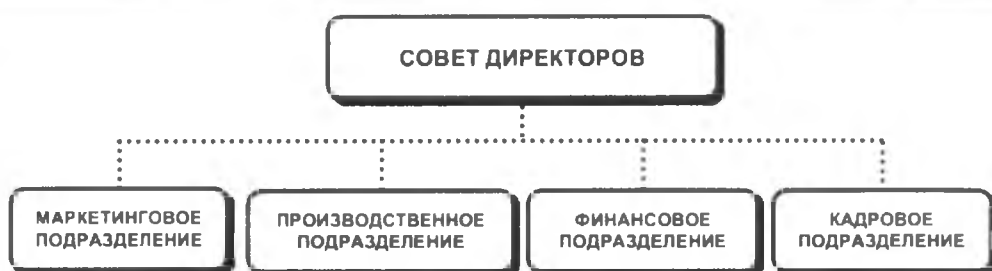 СОВЕТ ДИРЕКТОРОВ
МАРКЕТИНГОВОЕ
ПОДРАЗДЕЛЕНИЕ
ПРОИЗВОДСТВЕННОЕ
ПОДРАЗДЕЛЕНИЕ
ФИНАНСОВОЕ
ПОДРАЗДЕЛЕНИЕ
КАДРОВОЕ
ПОДРАЗДЕЛЕНИЕ